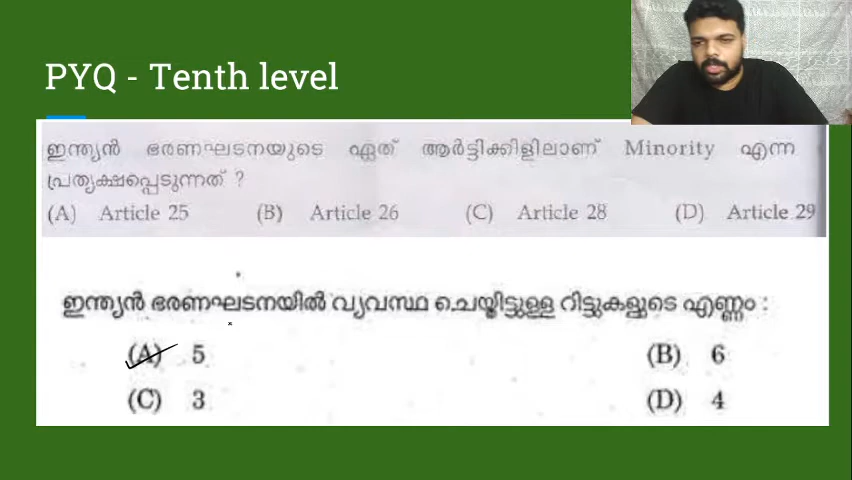 PYQ - Tenth level
ഇന്ത്യൻ ഭരണഘടനയുടെ ഏത് ആർട്ടിക്കിളിലാണ് Minority എന്ന
പ്രത്യക്ഷപ്പെടുന്നത് ?
(A) Article 25 (B) Article 26 (C) Article 28 (D) Article 29
ഇന്ത്യൻ ഭരണഘടനയിൽ വ്യവസ്ഥ ചെയ്തിട്ടുള്ള റിട്ടുകളുടെ എണ്ണം :
(A) 5 (B) 6
(C) 3 (D) 4